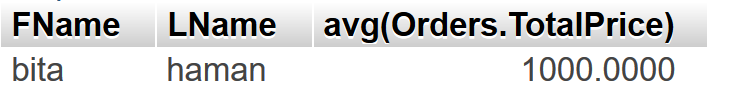 FName LName avg(Orders.TotalPrice)
bita haman 1000.0000